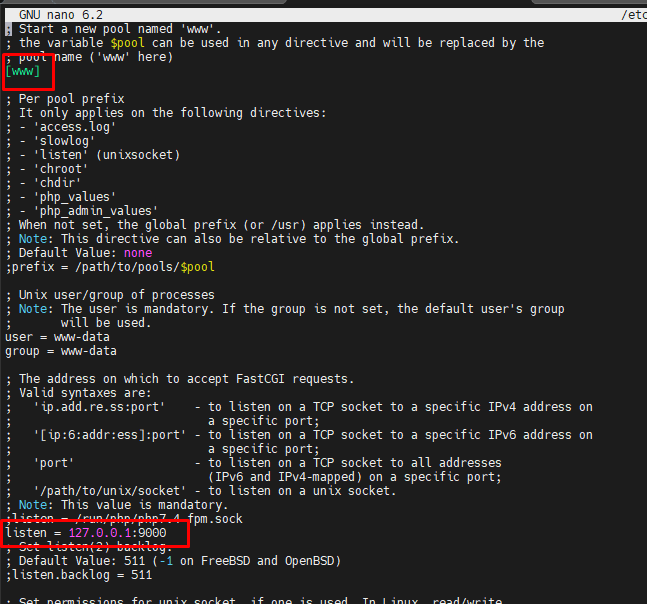 GNU nano 6.2 /etc
; Start a new pool named 'www'.
; the variable $pool can be used in any directive and will be replaced by the
; pool name ('www' here)
[www]
; Per pool prefix
; It only applies on the following directives:
; - 'access.log'
; - 'slowlog'
; - 'listen' (unixsocket)
; - 'chroot'
; - 'chdir'
; - 'php_values'
; - 'php_admin_values'
; When not set, the global prefix (or /usr) applies instead.
; Note: This directive can also be relative to the global prefix.
; Default Value: none
;prefix = /path/to/pools/$pool
; Unix user/group of processes
; Note: The user is mandatory. If the group is not set, the default user's group
; will be used.
user = www-data
group = www-data
; The address on which to accept FastCGI requests.
; Valid syntaxes are:
; 'ip.add.re.ss:port' - to listen on a TCP socket to a specific IPv4 address on
; a specific port;
; '[ip:6:addr:ess]:port' - to listen on a TCP socket to a specific IPv6 address on
; a specific port;
; 'port' - to listen on a TCP socket to all addresses
; (IPv6 and IPv4-mapped) on a specific port;
; '/path/to/unix/socket' - to listen on a unix socket.
; Note: This value is mandatory.
;listen = /run/php/php7.4-fpm.sock
listen = 127.0.0.1:9000
; Set listen(2) backlog.
; Default Value: 511 (-1 on FreeBSD and OpenBSD)
;listen.backlog = 511
; Set permissions for unix socket, if one is used. In Linux, read/write